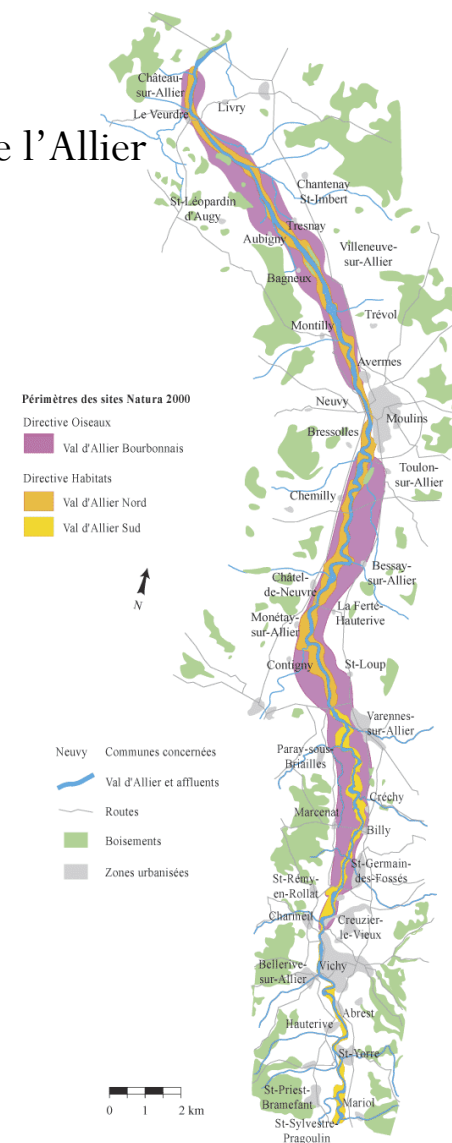 Château-
sur-Allier
Livry
Le Veurdre
e l’Allier
Chantenay
St-Imbert
St-Léopardin
d'Augy
Tresnay
Aubigny
Villeneuve-
sur-Allier
Bagneux
Trévol
Montilly
Avermes
Périmètres des sites Natura 2000
Directive Oiseaux
Val d'Allier Bourbonnais
Directive Habitats
Val d'Allier Nord
Val d'Allier Sud
Neuvy
Moulins
Bressolles
Toulon-
sur-Allier
Chemilly
Bessay-
sur-Allier
Châtel-
de-Neuvre
N
La Ferté-
Hauterive
Monétay-
sur-Allier
Contigny
St-Loup
Varennes-
sur-Allier
Paray-sous-
Briailles
Neuvy Communes concernées
Val d'Allier et affluents
Routes
Boisements
Zones urbanisées
Créchy
Marcenat
Billy
St-Germain-
des-Fossés
St-Rémy-
en-Rollat
Charmeil
Creuzier-
le-Vieux
Bellerive-
sur-Allier
Vichy
Abrest
Hauterive
St-Yorre
St-Priest-
Bramefant
Mariol
St-Sylvestre-
Pragoulin
0 1 2 km